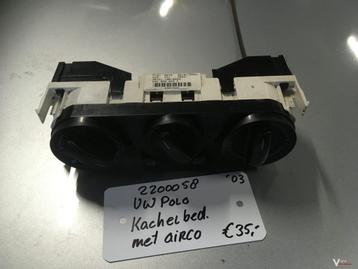 2200058 '03
VW Polo
Kachelbed.
met airco €35,-